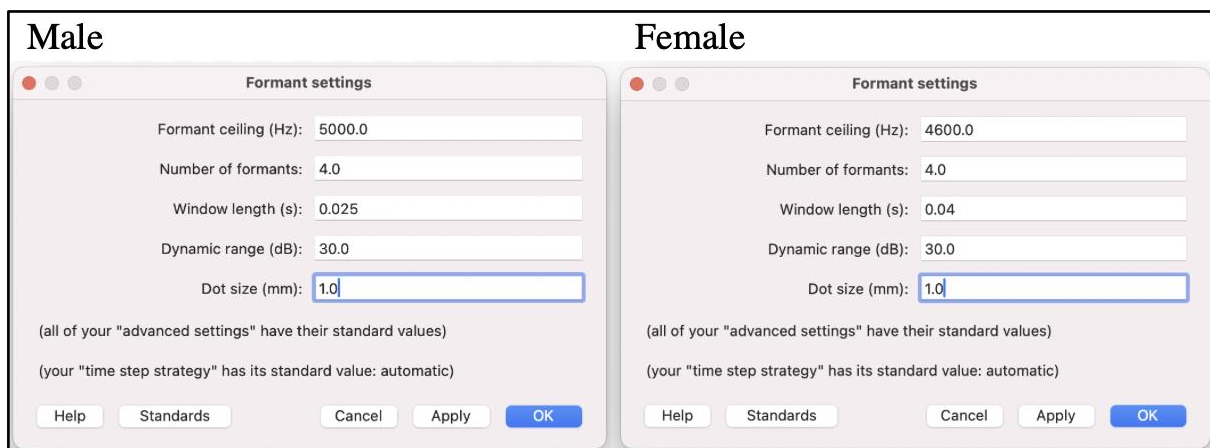 Male
Formant settings
Formant ceiling (Hz): 5000.0
Number of formants: 4.0
Window length (s): 0.025
Dynamic range (dB): 30.0
Dot size (mm): 1.0
(all of your "advanced settings" have their standard values)
(your "time step strategy" has its standard value: automatic)
Help Standards Cancel Apply OK
Female
Formant settings
Formant ceiling (Hz): 4600.0
Number of formants: 4.0
Window length (s): 0.04
Dynamic range (dB): 30.0
Dot size (mm): 1.0
(all of your "advanced settings" have their standard values)
(your "time step strategy" has its standard value: automatic)
Help Standards Cancel Apply OK